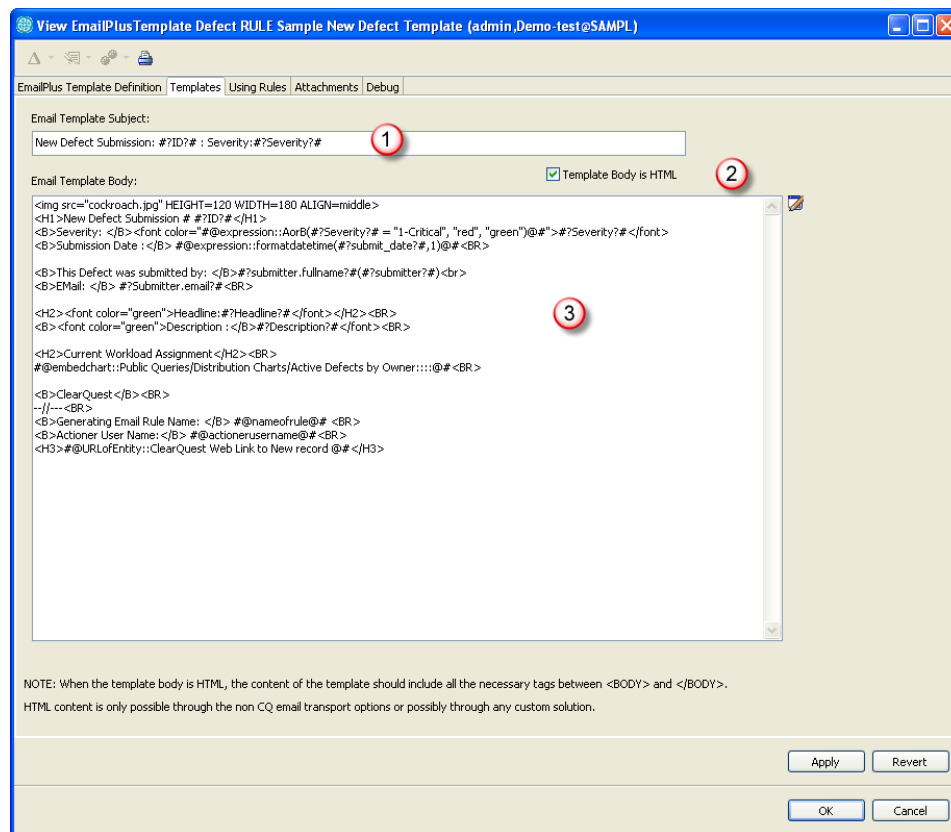 View EmailPlusTemplate Defect RULE Sample New Defect Template (admin,Demo-test@SAMPL)
EmailPlus Template Definition Templates Using Rules Attachments Debug
Email Template Subject:
New Defect Submission: #?ID?# : Severity:#?Severity?#
1
Template Body is HTML
2
Email Template Body:
<img src="cockroach.jpg" HEIGHT=120 WIDTH=180 ALIGN=middle>
<H1>New Defect Submission # #?ID?#</H1>
<B>Severity: </B><font color="#@expression::AorB(#?Severity?# = "1-Critical", "red", "green")@#">#?Severity?#</font>
<B>Submission Date :</B> #@expression::formatdatetime(#?submit_date?#,1)@#<BR>
<B>This Defect was submitted by: </B>#?submitter.fullname?#(#?submitter?#)<br>
<B>EMail: </B> #?Submitter.email?#<BR>
<H2><font color="green">Headline:#?Headline?#</font></H2><BR>
<B><font color="green">Description :</B>#?Description?#</font><BR>
3
<H2>Current Workload Assignment</H2><BR>
#@embedchart::Public Queries/Distribution Charts/Active Defects by Owner::::@#<BR>
<B>ClearQuest</B><BR>
--//---<BR>
<B>Generating Email Rule Name: </B> #@nameofrule@# <BR>
<B>Actioner User Name:</B> #@actionerusername@#<BR>
<H3>#@URLofEntity::ClearQuest Web Link to New record @#</H3>
NOTE: When the template body is HTML, the content of the template should include all the necessary tags between <BODY> and </BODY>.
HTML content is only possible through the non CQ email transport options or possibly through any custom solution.
Apply Revert
OK Cancel